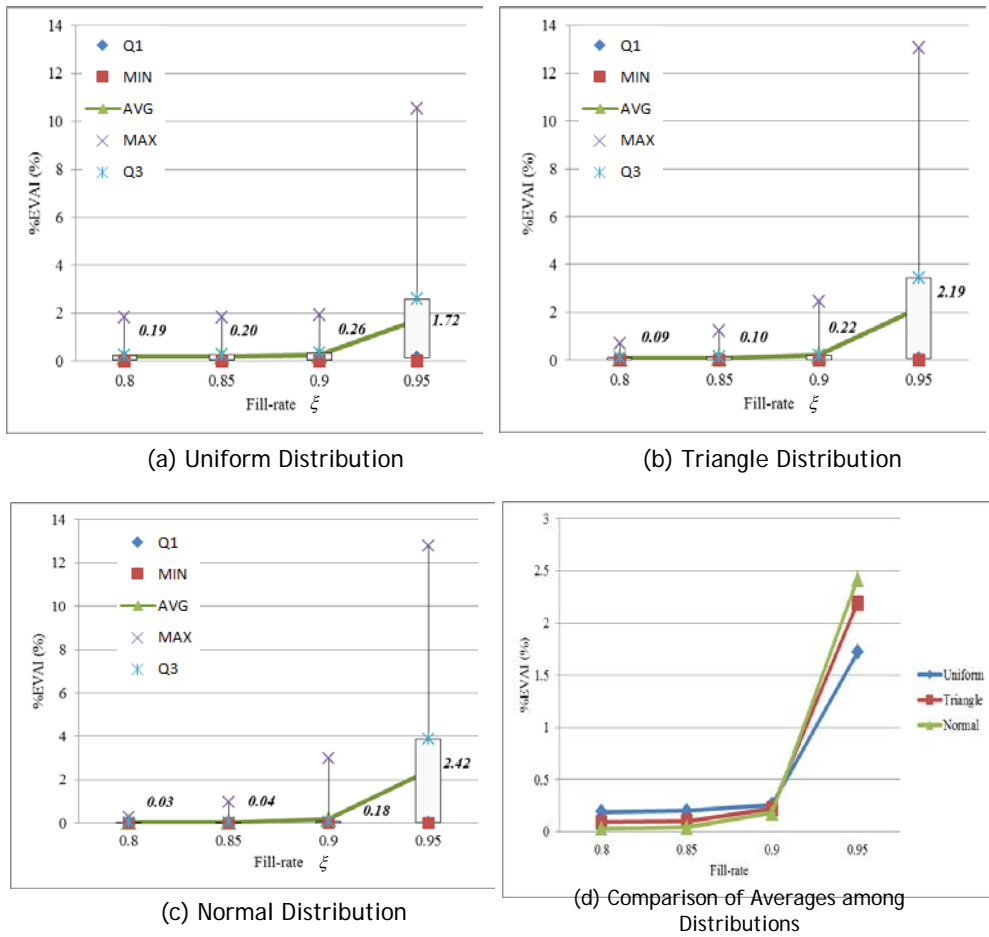 14
12
10
8
6
4
2
0
%EVAI (%)
Q1
MIN
AVG
MAX
Q3
0.19
0.20
0.26
1.72
0.8
0.85
0.9
0.95
Fill-rate ξ
(a) Uniform Distribution
14
12
10
8
6
4
2
0
%EVAI (%)
Q1
MIN
AVG
MAX
Q3
0.09
0.10
0.22
2.19
0.8
0.85
0.9
0.95
Fill-rate ξ
(b) Triangle Distribution
14
12
10
8
6
4
2
0
%EVAI (%)
Q1
MIN
AVG
MAX
Q3
0.03
0.04
0.18
2.42
0.8
0.85
0.9
0.95
Fill-rate ξ
(c) Normal Distribution
3
2.5
2
1.5
1
0.5
0
%EVAI (%)
Uniform
Triangle
Normal
0.8
0.85
0.9
0.95
Fill-rate
(d) Comparison of Averages among
Distributions